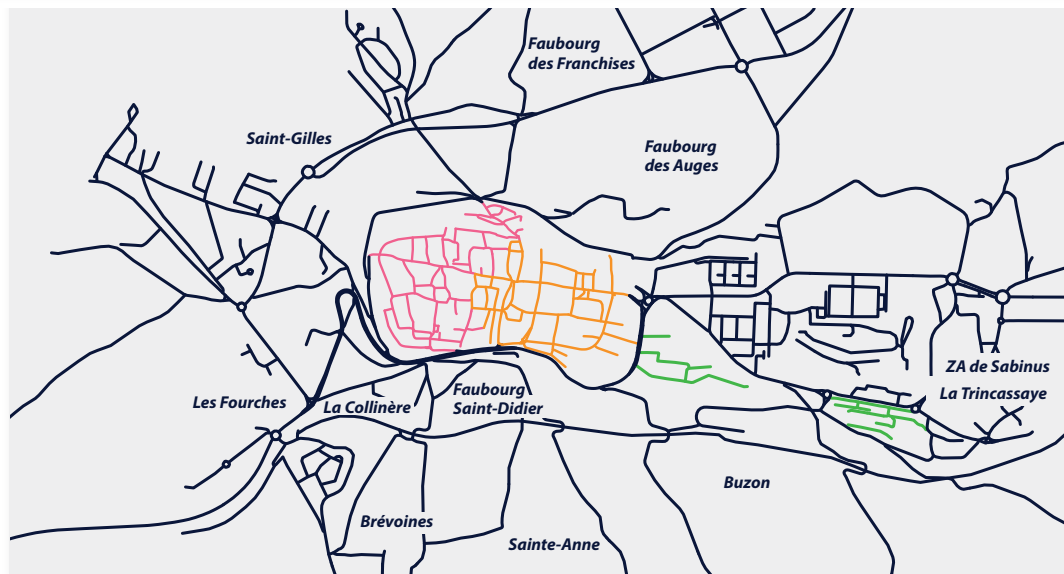 Faubourg
des Franchises
Saint-Gilles
Faubourg
des Auges
ZA de Sabinus
La Trincassaye
Les Fourches
La Collinère
Faubourg
Saint-Didier
Buzon
Brévoines
Sainte-Anne